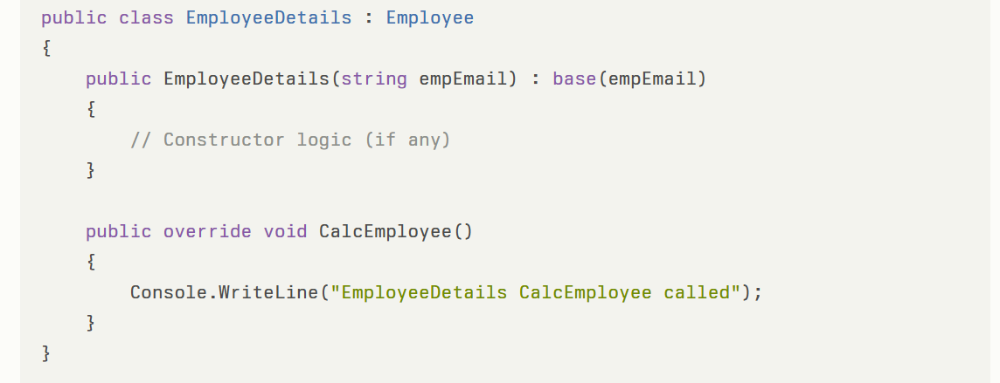 public class EmployeeDetails : Employee
{
    public EmployeeDetails(string empEmail) : base(empEmail)
    {
        // Constructor logic (if any)
    }

    public override void CalcEmployee()
    {
        Console.WriteLine("EmployeeDetails CalcEmployee called");
    }
}